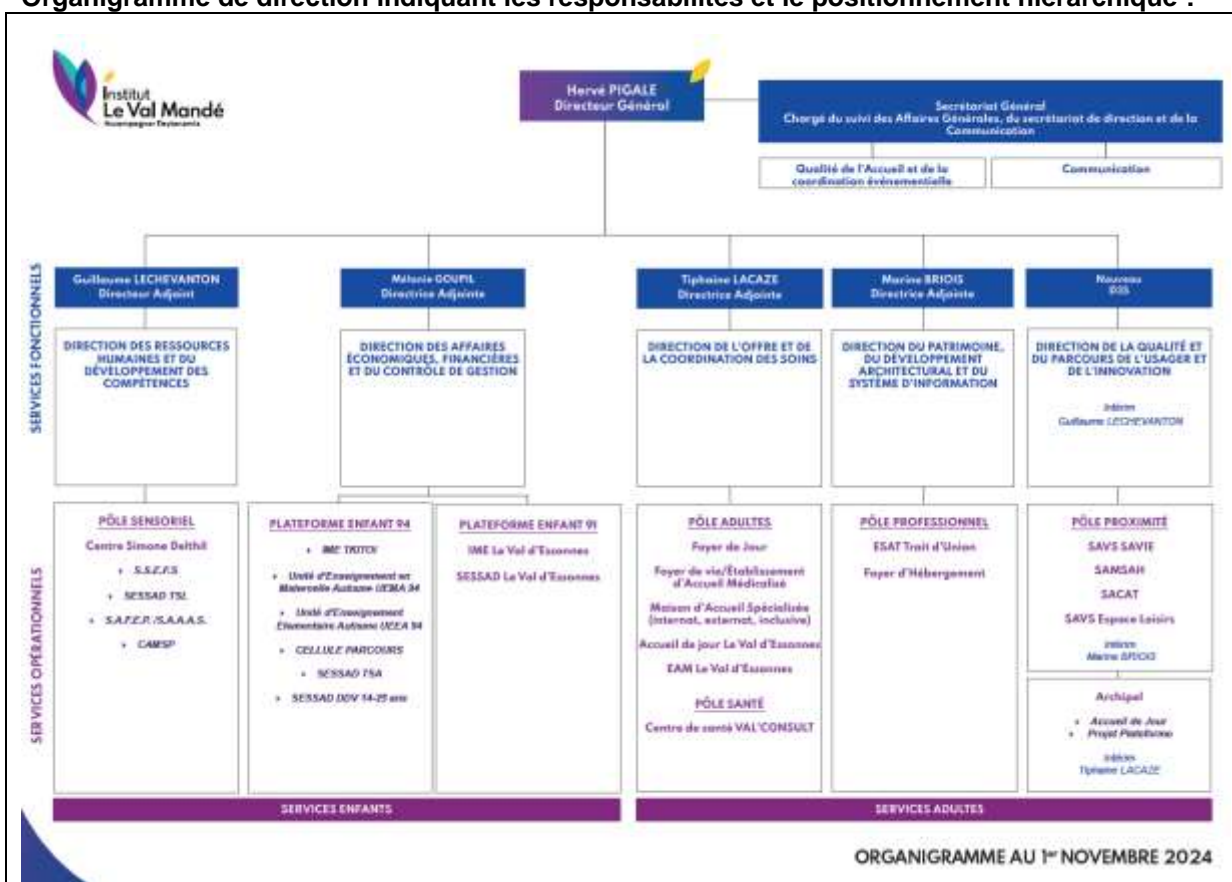 Organigramme de direction indiquant les responsabilités et le positionnement hiérarchique :
Institut
Le Val Mandé
Hervé PIGALE
Directeur Général
Secrétariat Général
Chargé du suivi des Affaires Générales, du secrétariat de direction et de la
Communication
Qualité de l'Accueil et de la
coordination événementielle
Communication
SERVICES FONCTIONNELS
Guillaume LECHEVANTON
Directeur Adjoint
Mélanie GOUPIL
Directrice Adjointe
Tiphaine LACAZE
Directrice Adjointe
Marine BRIOIS
Directrice Adjointe
Nouveau
D3S
DIRECTION DES RESSOURCES
HUMAINES ET DU
DÉVELOPPEMENT DES
COMPÉTENCES
DIRECTION DES AFFAIRES
ÉCONOMIQUES, FINANCIÈRES
ET DU CONTRÔLE DE GESTION
DIRECTION DE L'OFFRE ET DE
LA COORDINATION DES SOINS
DIRECTION DU PATRIMOINE,
DU DÉVELOPPEMENT
ARCHITECTURAL ET DU
SYSTÈME D'INFORMATION
DIRECTION DE LA QUALITÉ ET
DU PARCOURS DE L'USAGER ET
DE L'INNOVATION
Intérim
Guillaume LECHEVANTON
SERVICES OPÉRATIONNELS
PÔLE SENSORIEL
Centre Simone Delthil
• S.S.E.F.S
• SESSAD TSL
• S.A.F.E.P./S.A.A.A.S.
• CAMSP
PLATEFORME ENFANT 94
• IME TKITOI
• Unité d'Enseignement en
Maternelle Autisme UEMA 94
• Unité d'Enseignement
Elémentaire Autisme UEEA 94
• CELLULE PARCOURS
• SESSAD TSA
• SESSAD DDV 14-25 ans
PLATEFORME ENFANT 91
IME Le Val d'Essonnes
SESSAD Le Val d'Essonnes
PÔLE ADULTES
Foyer de Jour
Foyer de vie/Établissement
d'Accueil Médicalisé
Maison d'Accueil Spécialisée
(internat, externat, inclusive)
Accueil de jour Le Val d'Essonnes
EAM Le Val d'Essonnes
PÔLE SANTÉ
Centre de santé VAL'CONSULT
PÔLE PROFESSIONNEL
ESAT Trait d'Union
Foyer d'Hébergement
PÔLE PROXIMITÉ
SAVS SAVIE
SAMSAH
SACAT
SAVS Espace Loisirs
Intérim
Marine BRIOIS
Archipel
• Accueil de Jour
• Projet Plateforme
Intérim
Tiphaine LACAZE
SERVICES ENFANTS
SERVICES ADULTES
ORGANIGRAMME AU 1er NOVEMBRE 2024